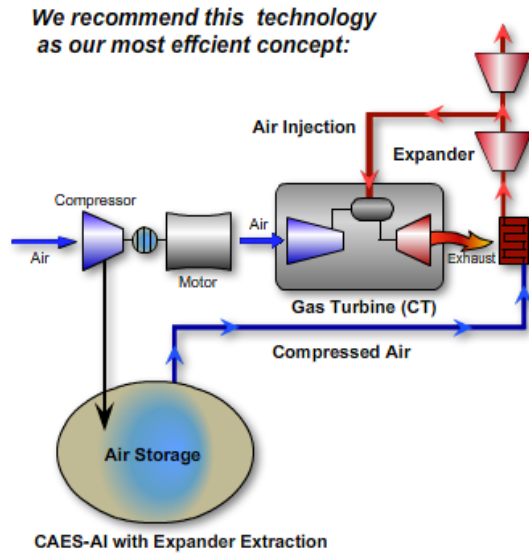 We recommend this technology
as our most effcient concept:
Air Injection
Expander
Compressor
Air
Motor
Air
Exhaust
Gas Turbine (CT)
Compressed Air
Air Storage
CAES-AI with Expander Extraction